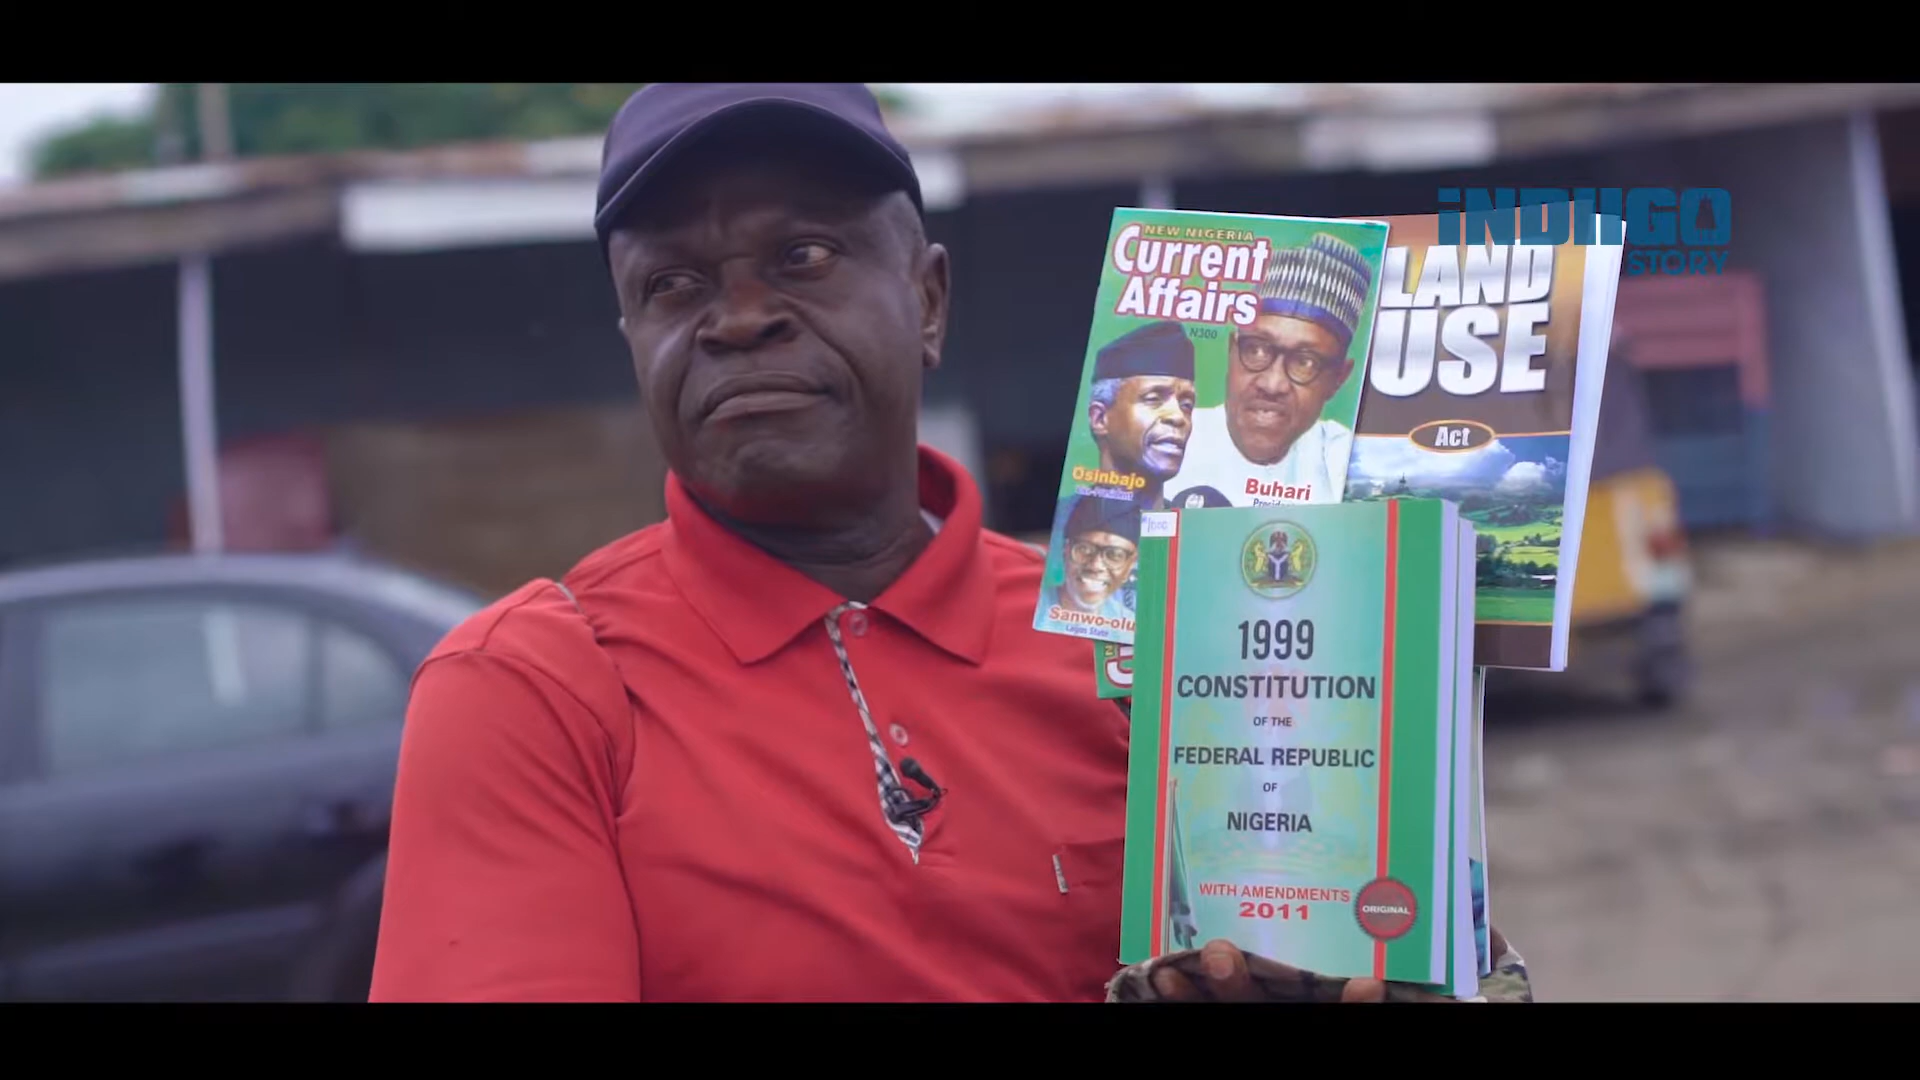 iNDIIGO
STORY
NEW NIGERIA
Current
Affairs
N300
Osinbajo
Buhari
Sanwo-olu
Lagos State
LAND
USE
Act
1999
CONSTITUTION
OF THE
FEDERAL REPUBLIC
OF
NIGERIA
WITH AMENDMENTS
2011
ORIGINAL